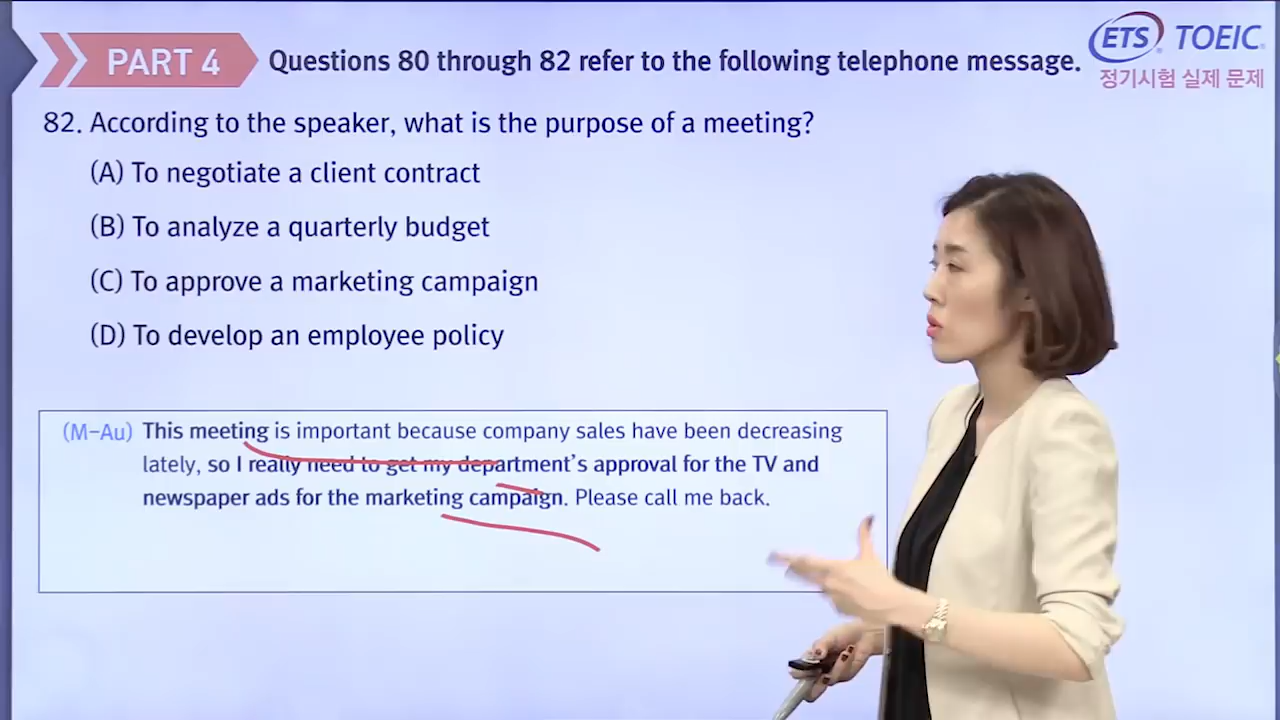 PART 4
Questions 80 through 82 refer to the following telephone message.
ETS TOEIC
정기시험 실제 문제
82. According to the speaker, what is the purpose of a meeting?
(A) To negotiate a client contract
(B) To analyze a quarterly budget
(C) To approve a marketing campaign
(D) To develop an employee policy
(M–Au) This meeting is important because company sales have been decreasing
lately, so I really need to get my department's approval for the TV and
newspaper ads for the marketing campaign. Please call me back.